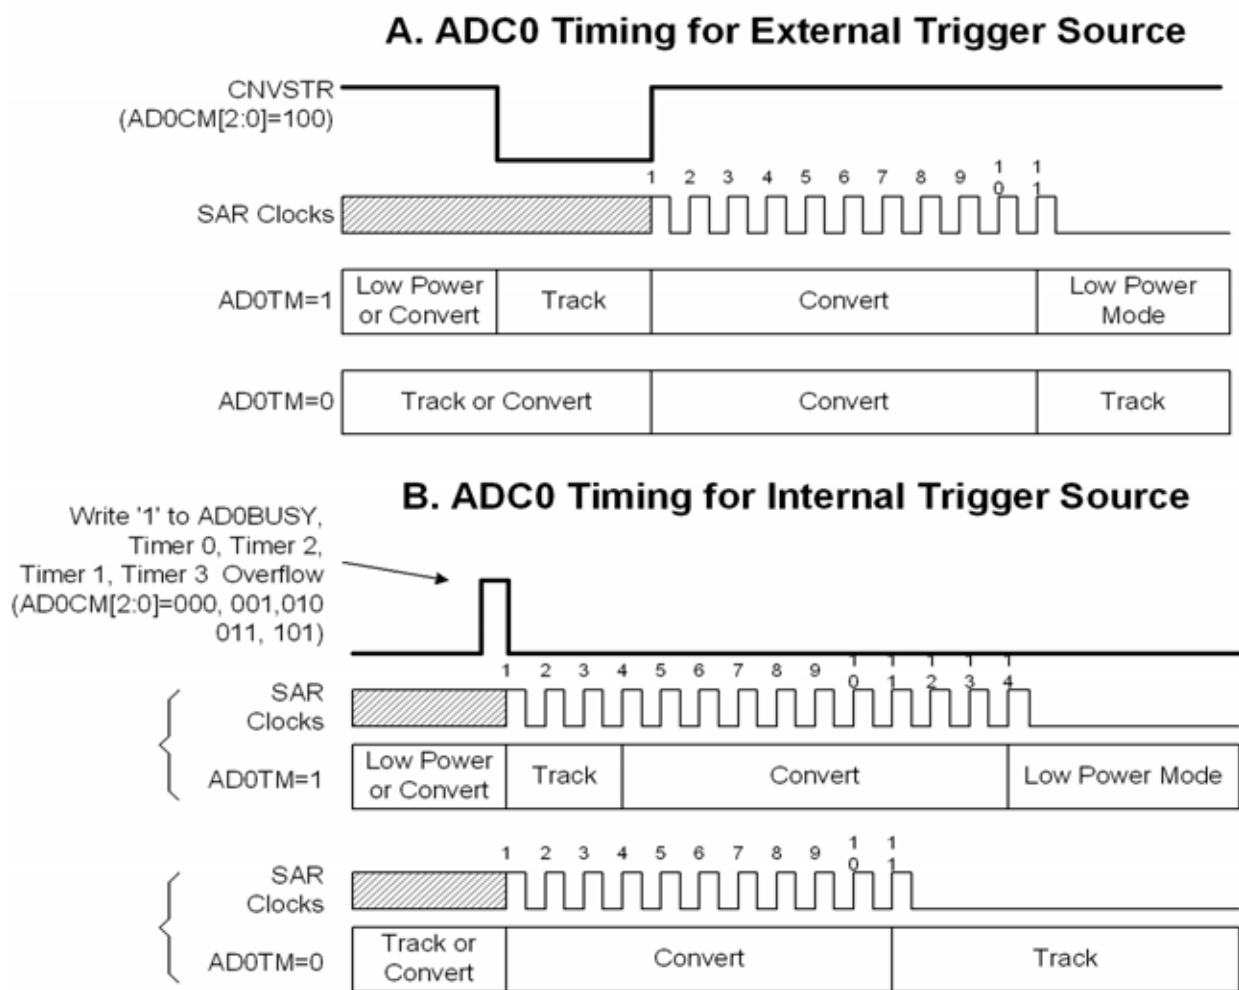 A. ADC0 Timing for External Trigger Source
CNVSTR
(AD0CM[2:0]=100)
1 2 3 4 5 6 7 8 9 10 11
SAR Clocks
AD0TM=1
Low Power
or Convert
Track
Convert
Low Power
Mode
AD0TM=0
Track or Convert
Convert
Track
B. ADC0 Timing for Internal Trigger Source
Write '1' to AD0BUSY,
Timer 0, Timer 2,
Timer 1, Timer 3 Overflow
(AD0CM[2:0]=000, 001,010
011, 101)
1 2 3 4 5 6 7 8 9 10 11 12 13 14
SAR
Clocks
AD0TM=1
Low Power
or Convert
Track
Convert
Low Power Mode
1 2 3 4 5 6 7 8 9 10 11
SAR
Clocks
AD0TM=0
Track or
Convert
Convert
Track